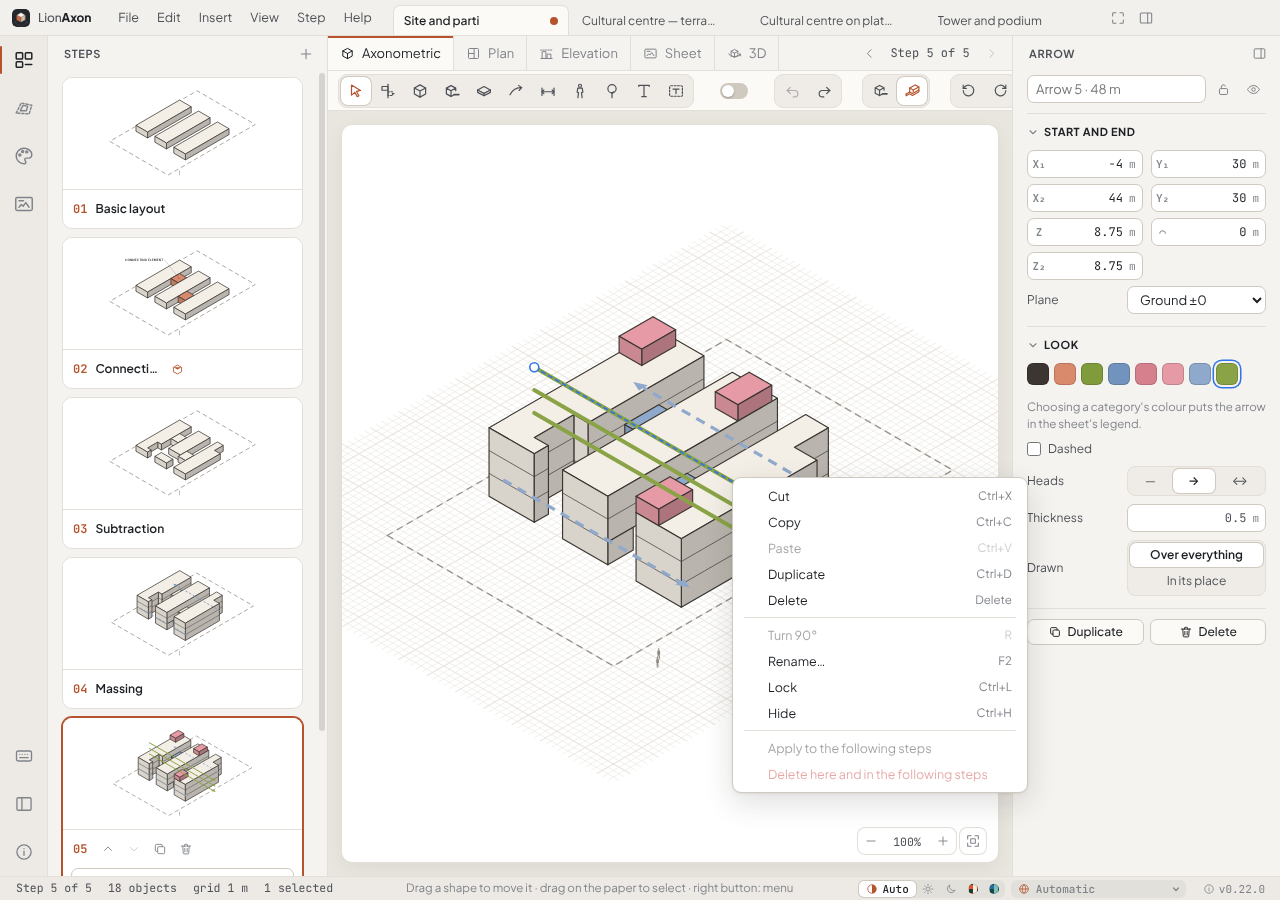 LionAxon File Edit Insert View Step Help Site and parti Cultural centre — terra... Cultural centre on plat... Tower and podium
STEPS
Axonometric Plan Elevation Sheet 3D Step 5 of 5
ARROW
Arrow 5 · 48 m
START AND END
X₁ -4 m Y₁ 30 m
X₂ 44 m Y₂ 30 m
Z 8.75 m 0 m
Z₂ 8.75 m
Plane Ground ±0
LOOK
Choosing a category's colour puts the arrow
in the sheet's legend.
Dashed
Heads
Thickness 0.5 m
Drawn Over everything
In its place
Duplicate Delete
01 Basic layout
CONNECTING ELEMENT
02 Connecti...
03 Subtraction
04 Massing
05
Cut Ctrl+X
Copy Ctrl+C
Paste Ctrl+V
Duplicate Ctrl+D
Delete Delete
Turn 90° R
Rename... F2
Lock Ctrl+L
Hide Ctrl+H
Apply to the following steps
Delete here and in the following steps
100%
Step 5 of 5 18 objects grid 1 m 1 selected Drag a shape to move it · drag on the paper to select · right button: menu Auto Automatic v0.22.0